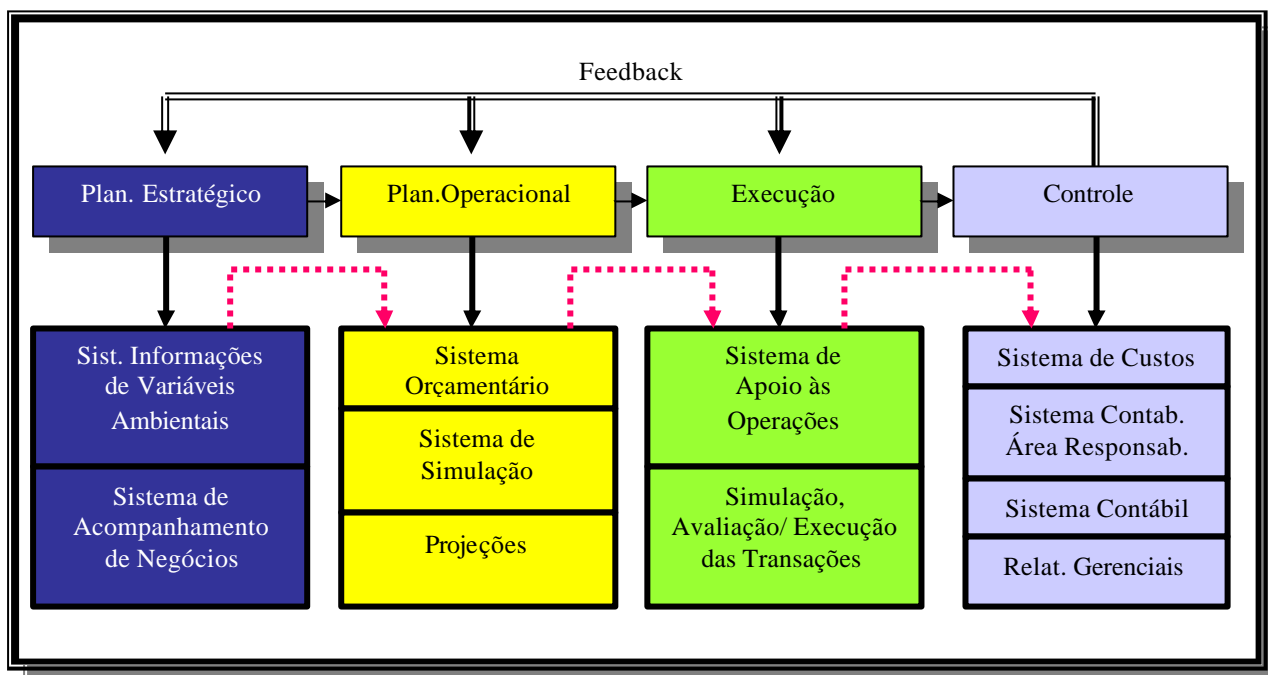 Feedback
Plan. Estratégico
Plan.Operacional
Execução
Controle
Sist. Informações
de Variáveis
Ambientais
Sistema de
Acompanhamento
de Negócios
Sistema
Orçamentário
Sistema de
Simulação
Projeções
Sistema de
Apoio às
Operações
Simulação,
Avaliação/ Execução
das Transações
Sistema de Custos
Sistema Contab.
Área Responsab.
Sistema Contábil
Relat. Gerenciais